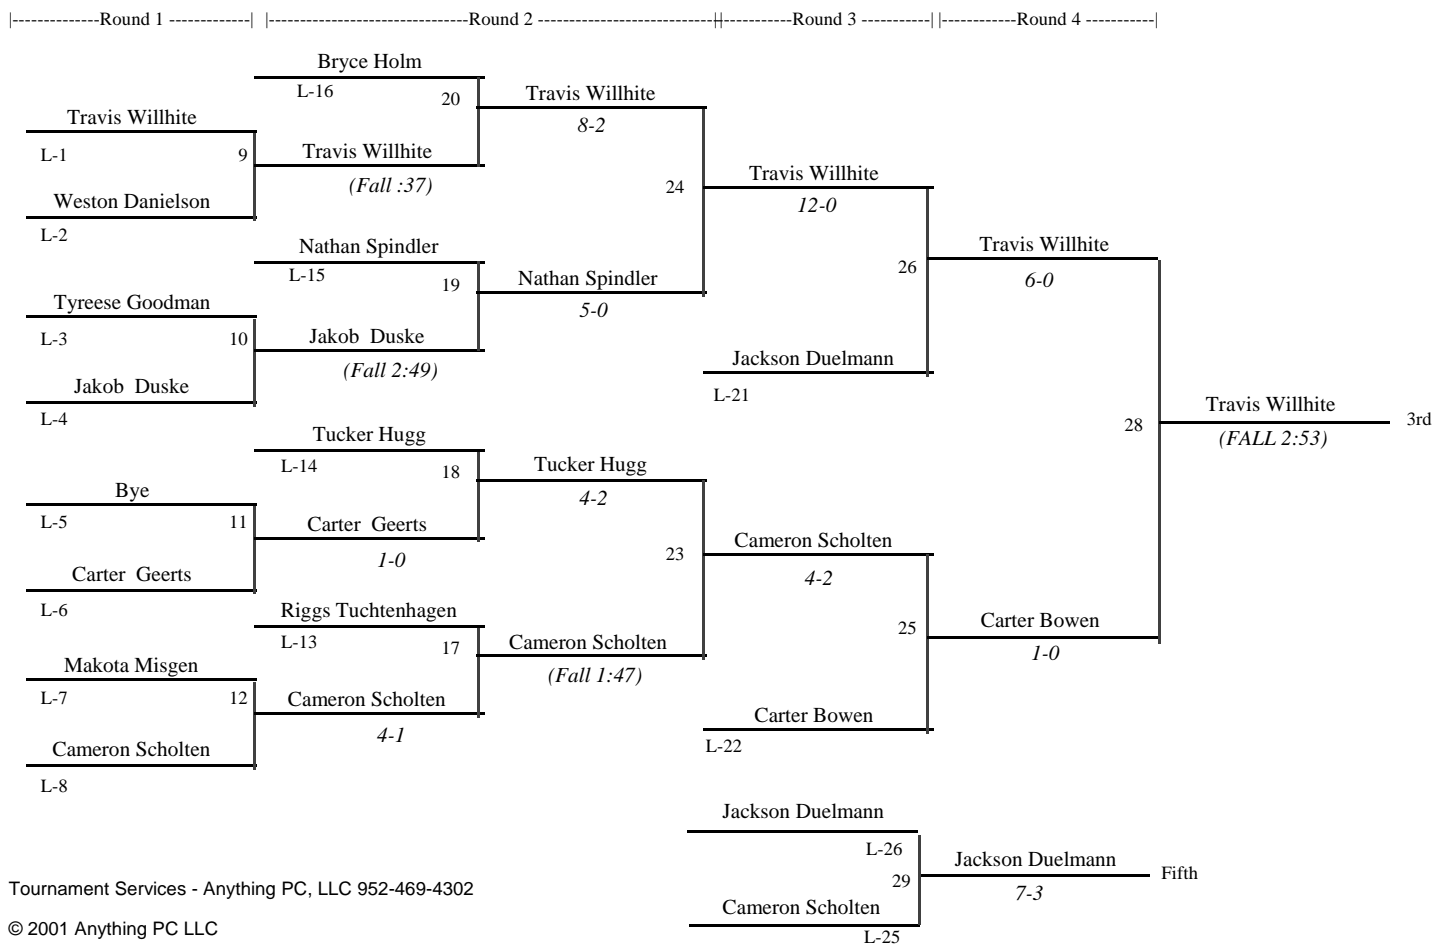 |--------------Round 1 -------------| |--------------------------------Round 2 -----------------------------|
|------------Round 3 -----------| |------------Round 4 -----------|
Bryce Holm
L-16
20
Travis Willhite
L-1
9
Weston Danielson
L-2
Travis Willhite
(Fall :37)
Travis Willhite
8-2
24
Nathan Spindler
L-15
19
Tyreese Goodman
L-3
10
Jakob  Duske
L-4
Jakob  Duske
(Fall 2:49)
Nathan Spindler
5-0
Travis Willhite
12-0
26
Jackson Duelmann
L-21
Travis Willhite
6-0
28
Travis Willhite
3rd
(FALL 2:53)
Tucker Hugg
L-14
18
Bye
L-5
11
Carter  Geerts
L-6
Carter  Geerts
1-0
Tucker Hugg
4-2
23
Riggs Tuchtenhagen
L-13
17
Makota Misgen
L-7
12
Cameron Scholten
L-8
Cameron Scholten
4-1
Cameron Scholten
(Fall 1:47)
Cameron Scholten
4-2
25
Carter Bowen
L-22
Carter Bowen
1-0
Jackson Duelmann
L-26
29
Cameron Scholten
L-25
Jackson Duelmann
Fifth
7-3
Tournament Services - Anything PC, LLC 952-469-4302
© 2001 Anything PC LLC